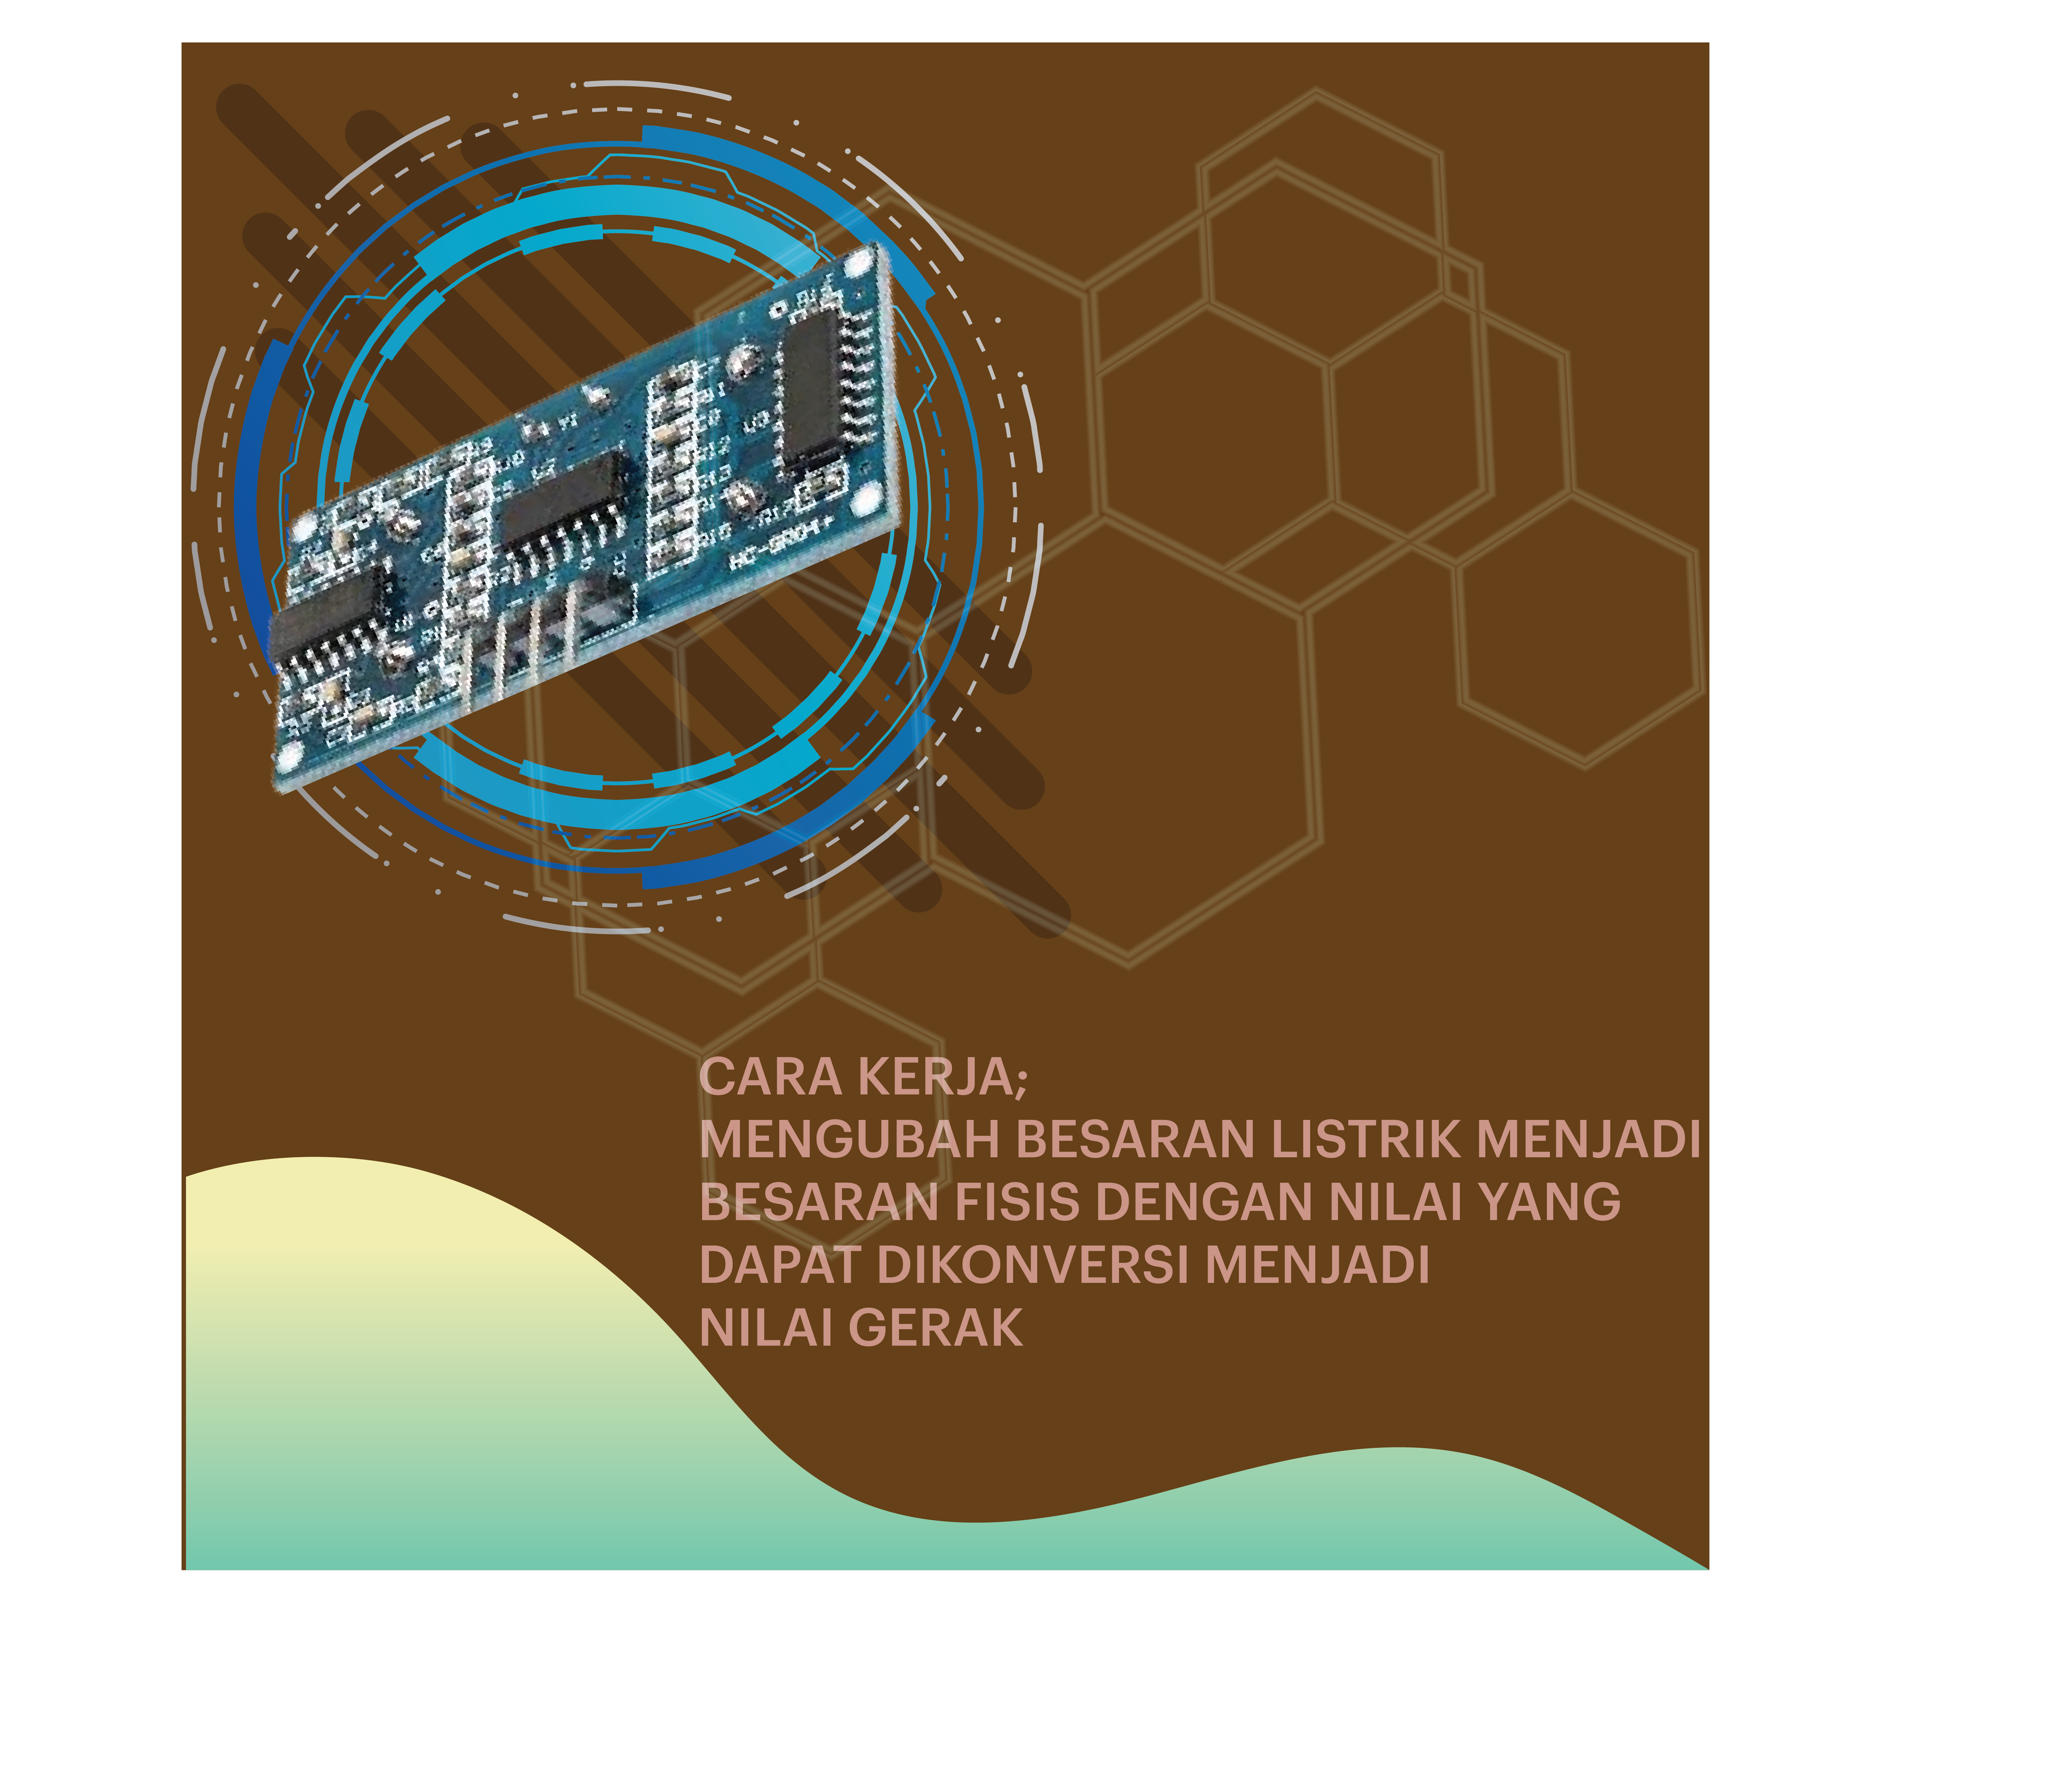 CARA KERJA;
MENGUBAH BESARAN LISTRIK MENJADI
BESARAN FISIS DENGAN NILAI YANG
DAPAT DIKONVERSI MENJADI
NILAI GERAK